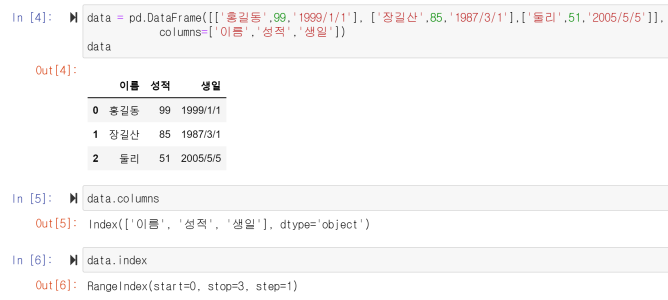 In [4]: data = pd.DataFrame([['홍길동',99,'1999/1/1'], ['장길산',85,'1987/3/1'],['둘리',51,'2005/5/5']],
columns=['이름','성적','생일'])
data
Out[4]:
이름 성적 생일
0 홍길동 99 1999/1/1
1 장길산 85 1987/3/1
2 둘리 51 2005/5/5
In [5]: data.columns
Out[5]: Index(['이름', '성적', '생일'], dtype='object')
In [6]: data.index
Out[6]: RangeIndex(start=0, stop=3, step=1)